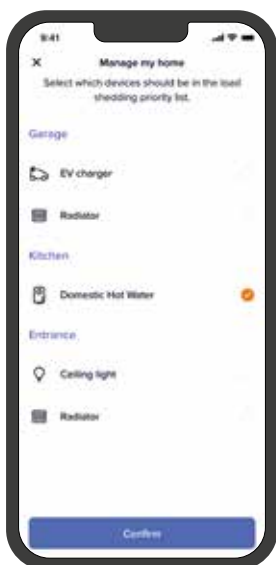 9:41
Manage my home
Select which devices should be in the load
shedding priority list.
Garage
EV charger
Radiator
Kitchen
Domestic Hot Water
Entrance
Ceiling light
Radiator
Confirm